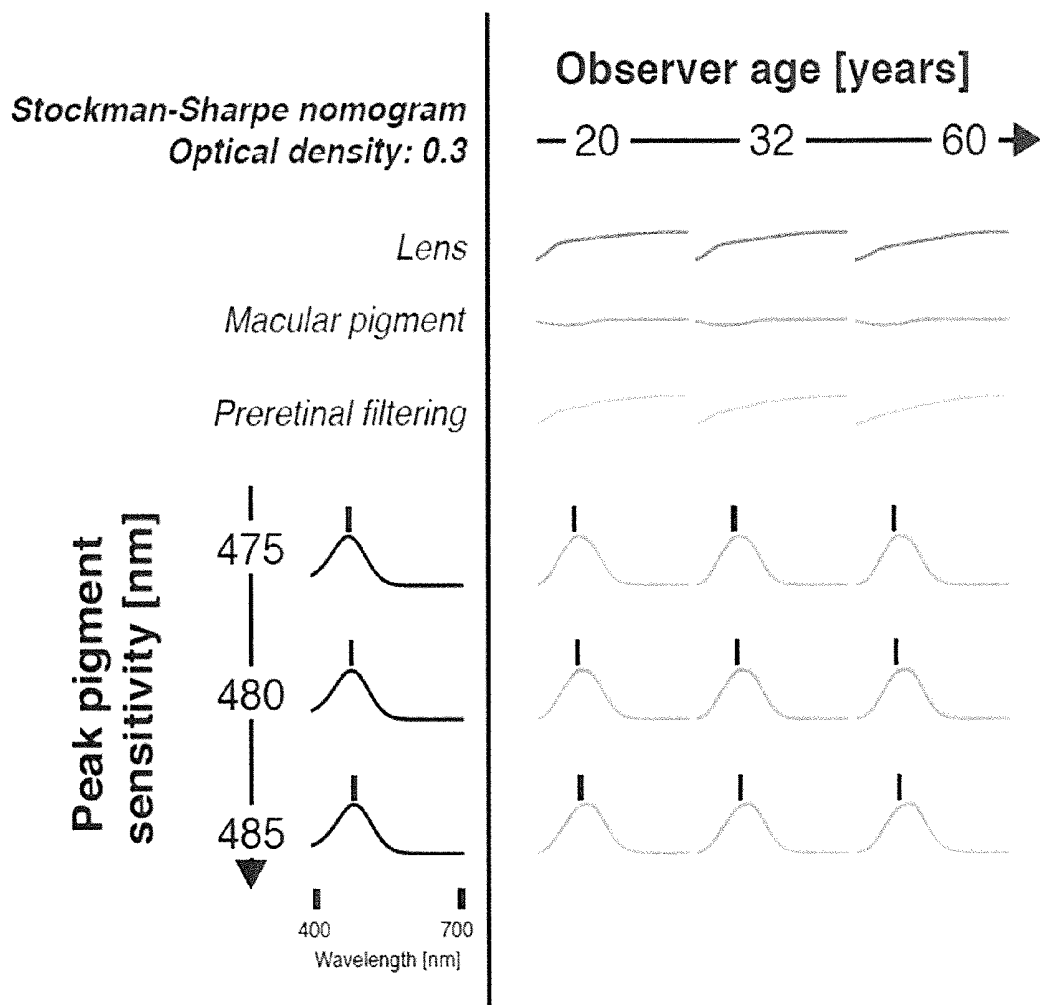 Observer age [years]
Stockman-Sharpe nomogram
Optical density: 0.3
20 32 60
Lens
Macular pigment
Preretinal filtering
Peak pigment
sensitivity [nm]
475
480
485
400 700
Wavelength [nm]